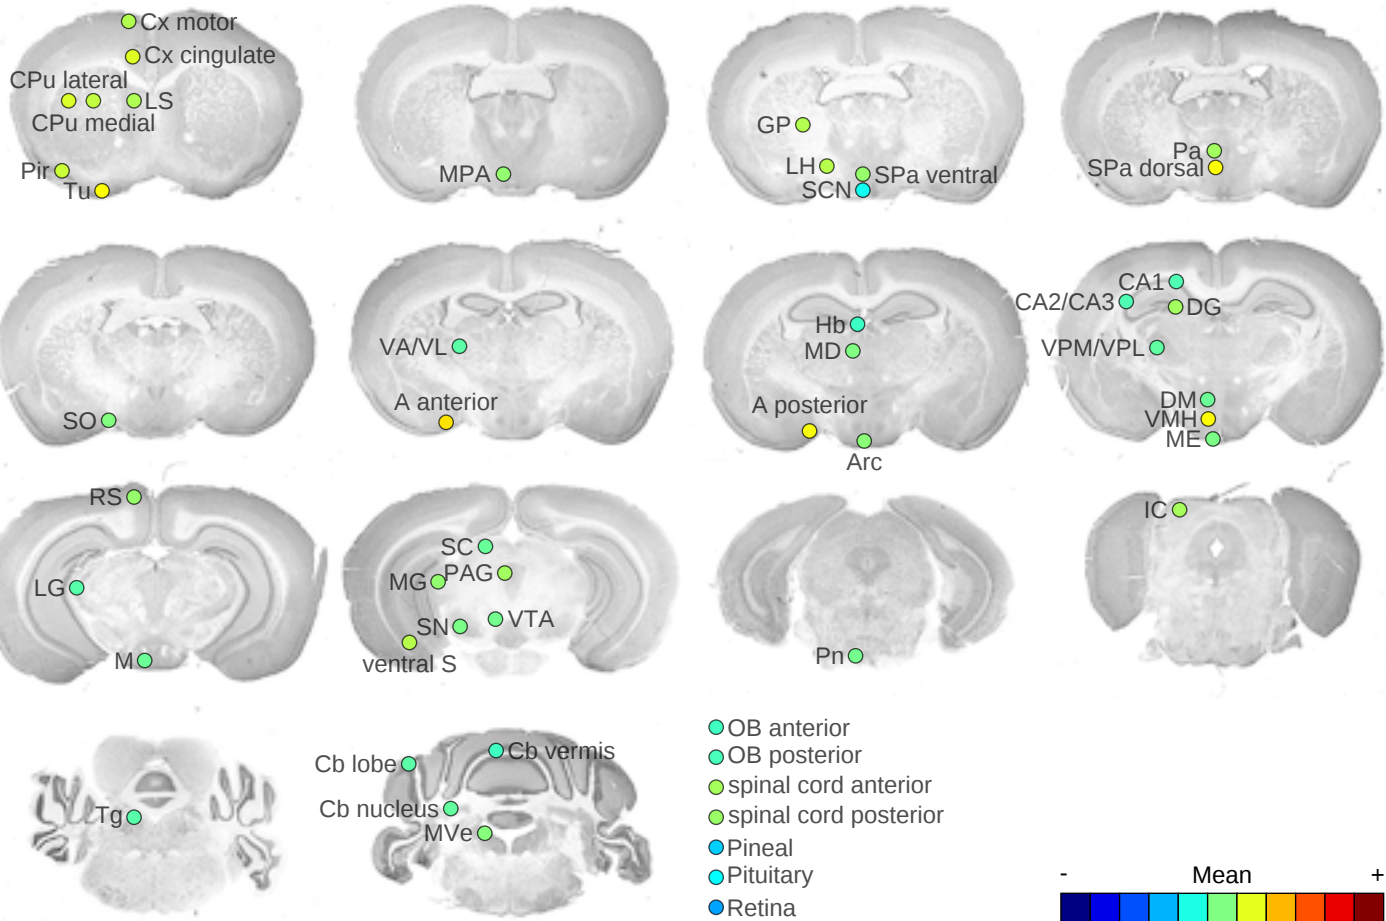 Cx motor
Cx cingulate
CPu lateral
LS
CPu medial
Pir
Tu
MPA
GP
LH
SPa ventral
SCN
Pa
SPa dorsal
SO
VA/VL
A anterior
Hb
MD
A posterior
Arc
CA1
CA2/CA3
DG
VPM/VPL
DM
VMH
ME
RS
LG
M
SC
MG
PAG
SN
VTA
ventral S
Pn
IC
Tg
Cb lobe
Cb vermis
Cb nucleus
MVe
OB anterior
OB posterior
spinal cord anterior
spinal cord posterior
Pineal
Pituitary
Retina
- Mean +